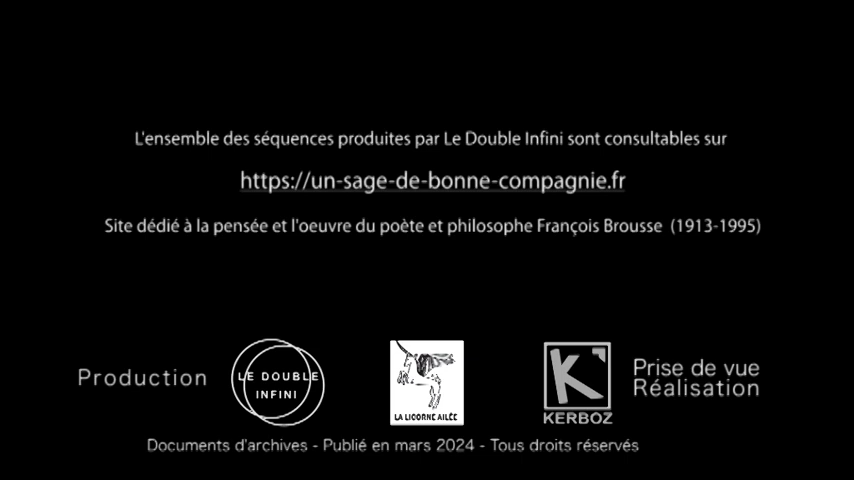 L'ensemble des séquences produites par Le Double Infini sont consultables sur
https://un-sage-de-bonne-compagnie.fr
Site dédié à la pensée et l'oeuvre du poète et philosophe François Brousse (1913-1995)
Production
LE DOUBLE
INFINI
LA LICORNE AILÉE
KERBOZ
Prise de vue
Réalisation
Documents d'archives - Publié en mars 2024 - Tous droits réservés